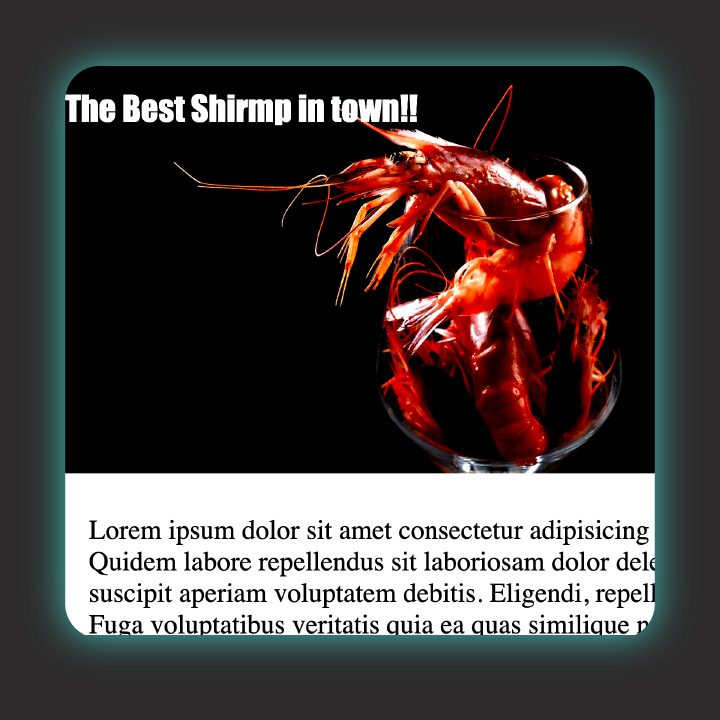 The Best Shirmp in town!!
Lorem ipsum dolor sit amet consectetur adipisicing
Quidem labore repellendus sit laboriosam dolor dele
suscipit aperiam voluptatem debitis. Eligendi, repell
Fuga voluptatibus veritatis quia ea quas similique